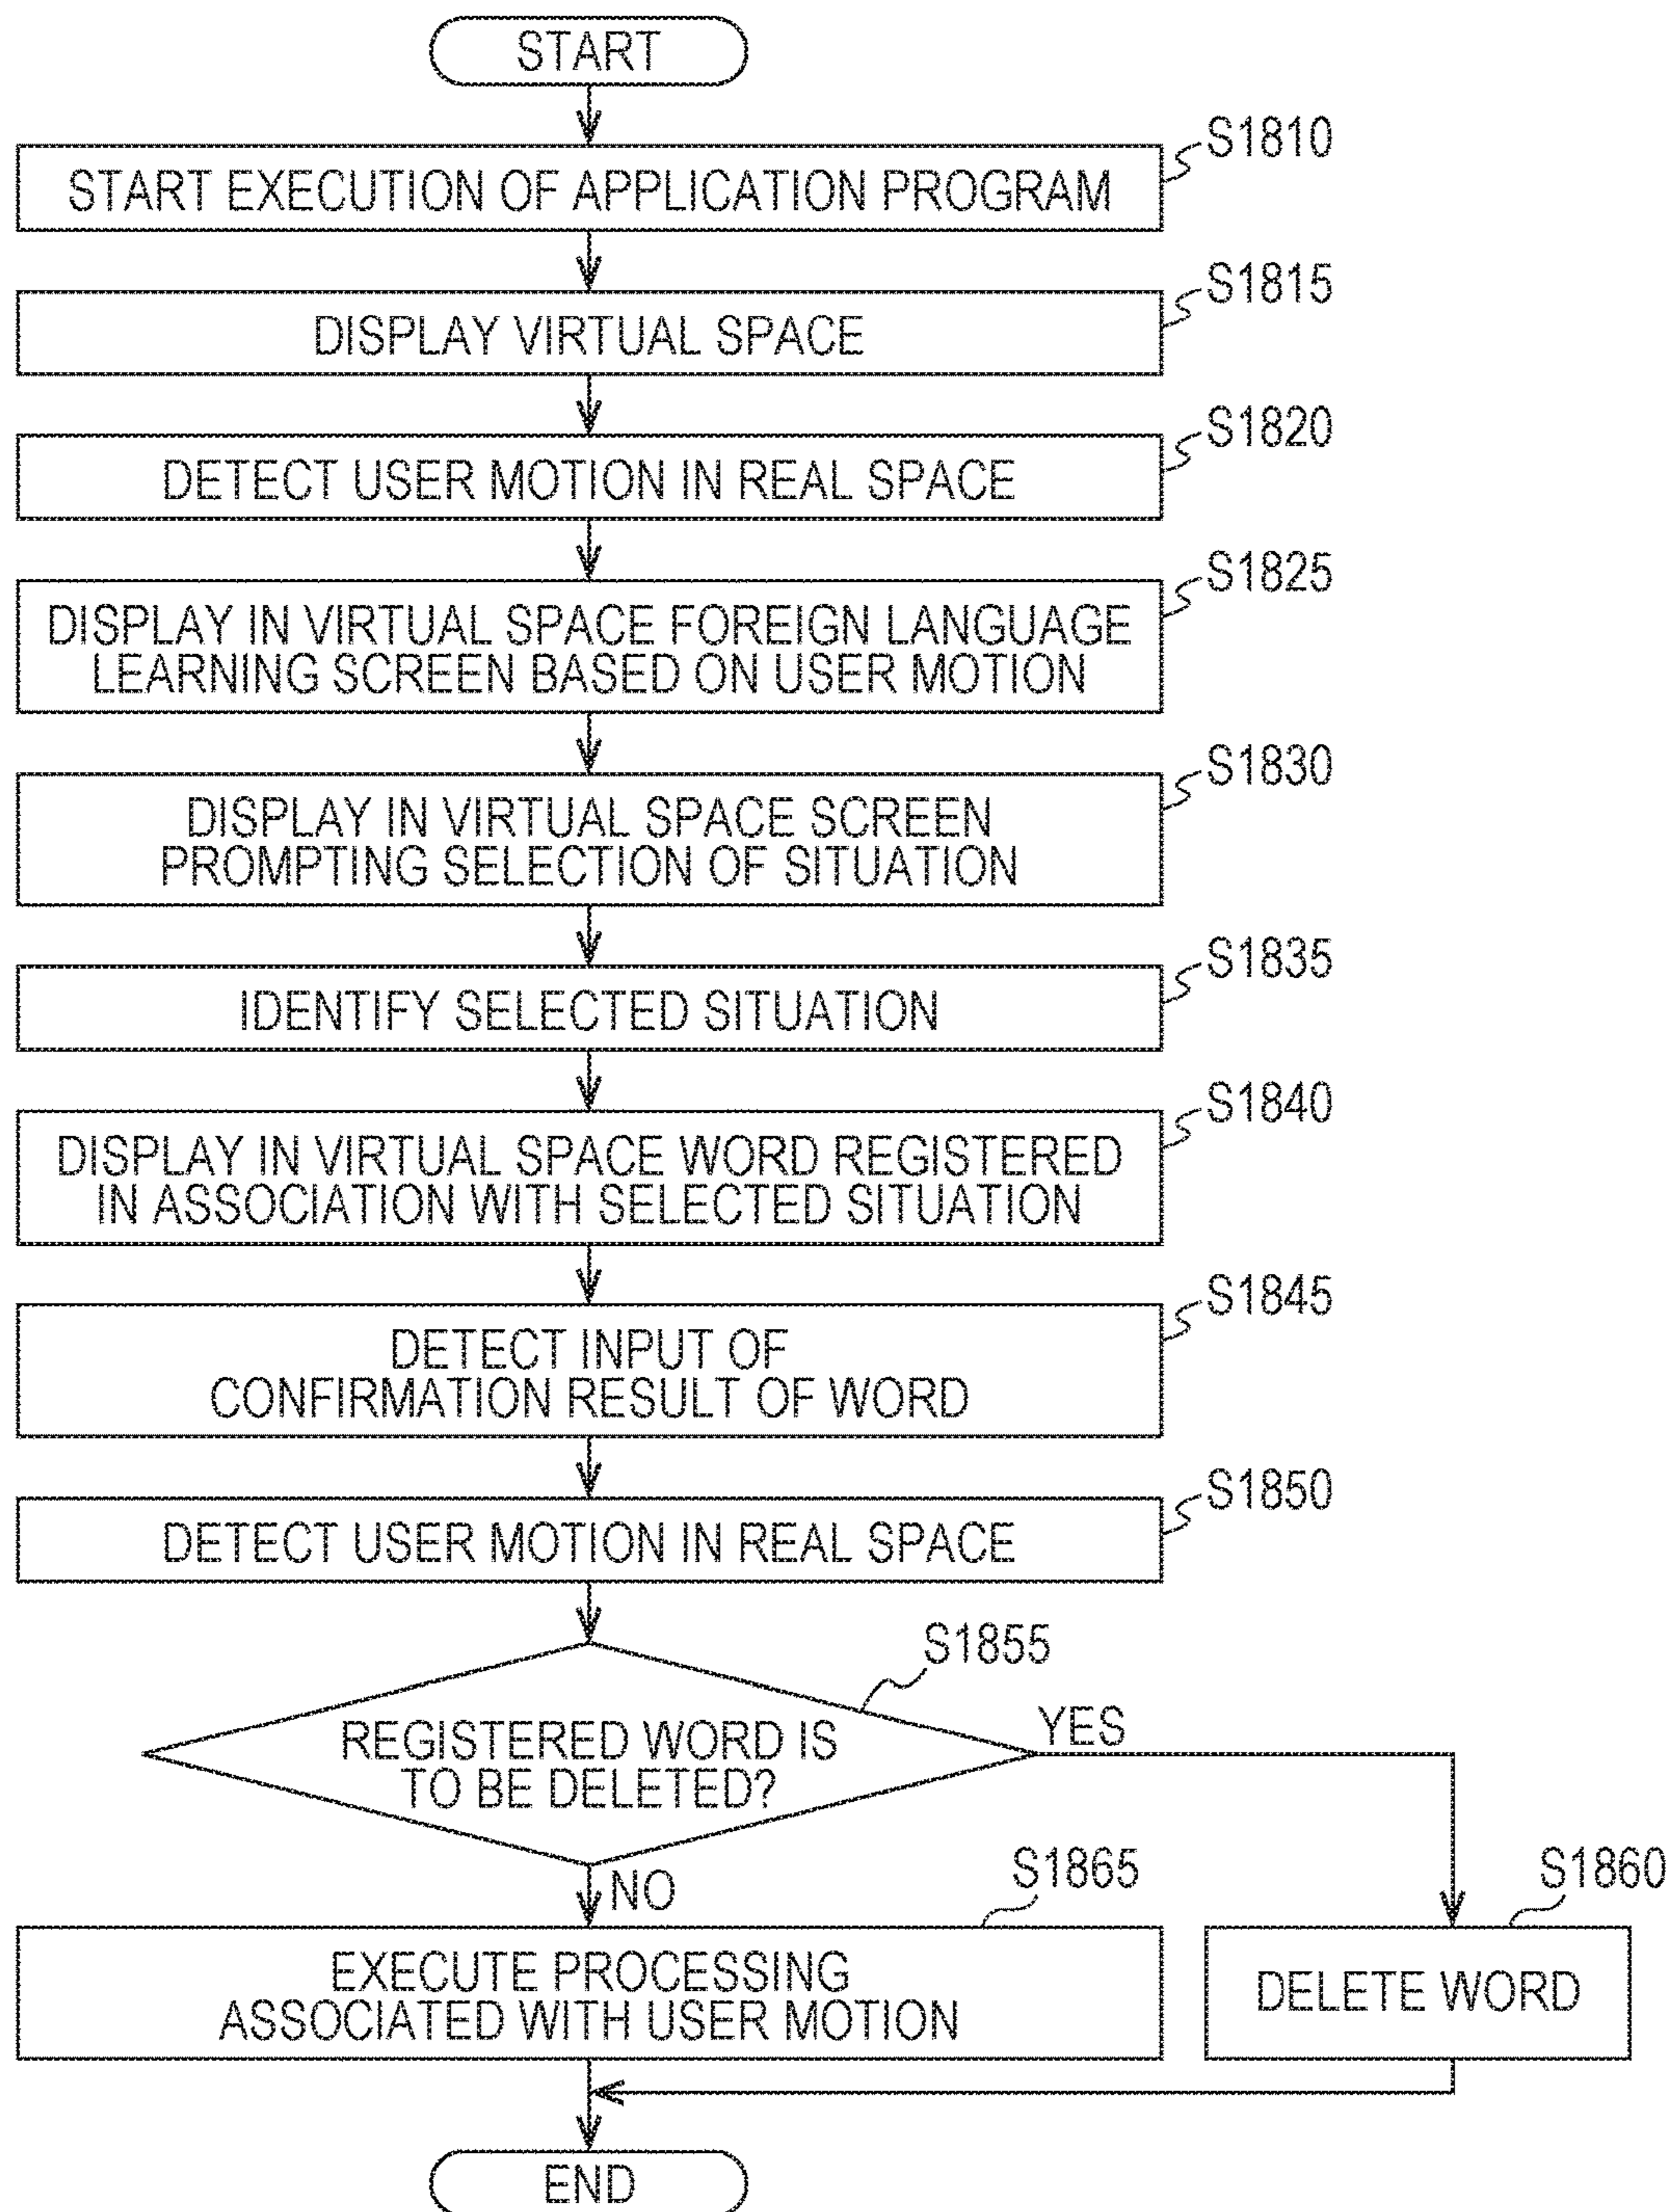 START
S1810
START EXECUTION OF APPLICATION PROGRAM
S1815
DISPLAY VIRTUAL SPACE
S1820
DETECT USER MOTION IN REAL SPACE
S1825
DISPLAY IN VIRTUAL SPACE FOREIGN LANGUAGE
LEARNING SCREEN BASED ON USER MOTION
S1830
DISPLAY IN VIRTUAL SPACE SCREEN
PROMPTING SELECTION OF SITUATION
S1835
IDENTIFY SELECTED SITUATION
S1840
DISPLAY IN VIRTUAL SPACE WORD REGISTERED
IN ASSOCIATION WITH SELECTED SITUATION
S1845
DETECT INPUT OF
CONFIRMATION RESULT OF WORD
S1850
DETECT USER MOTION IN REAL SPACE
S1855
REGISTERED WORD IS
TO BE DELETED?
YES
NO
S1865
S1860
EXECUTE PROCESSING
ASSOCIATED WITH USER MOTION
DELETE WORD
END